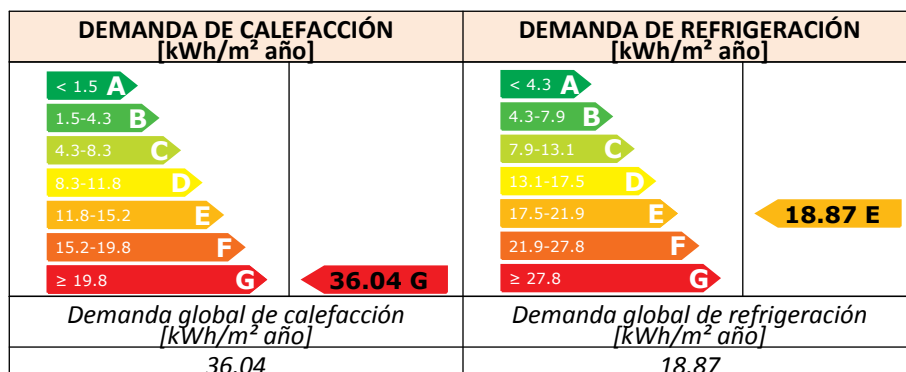 DEMANDA DE CALEFACCIÓN
[kWh/m² año]
DEMANDA DE REFRIGERACIÓN
[kWh/m² año]
< 1.5 A
1.5-4.3 B
4.3-8.3 C
8.3-11.8 D
11.8-15.2 E
15.2-19.8 F
≥ 19.8 G
36.04 G
< 4.3 A
4.3-7.9 B
7.9-13.1 C
13.1-17.5 D
17.5-21.9 E
21.9-27.8 F
≥ 27.8 G
18.87 E
Demanda global de calefacción
[kWh/m² año]
Demanda global de refrigeración
[kWh/m² año]
36.04
18.87